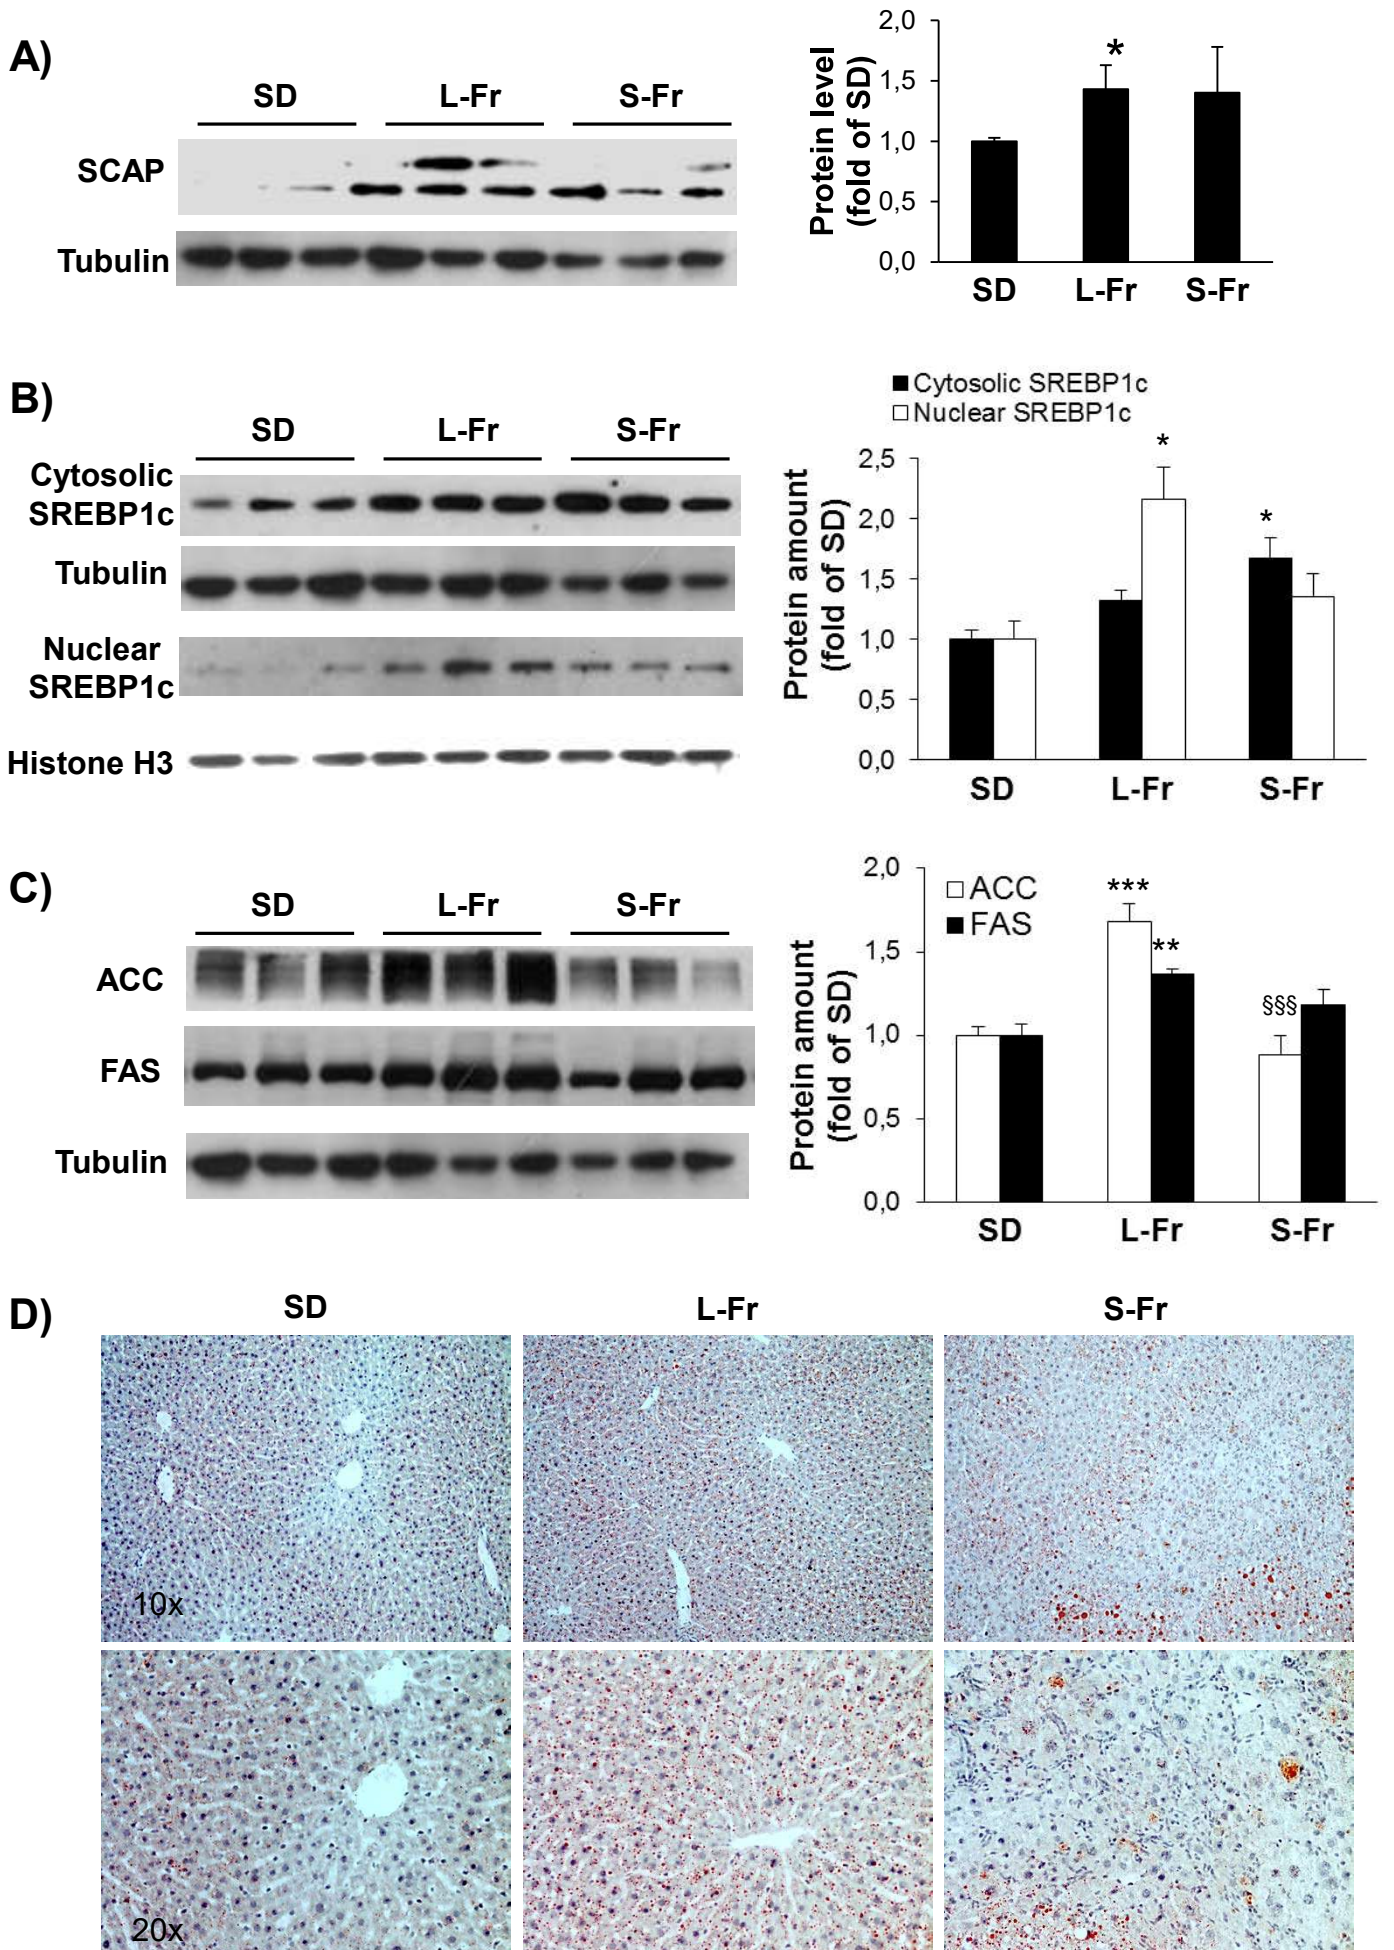 A)
SD L-Fr S-Fr
SCAP
Tubulin
Protein level
(fold of SD)
2,0
1,5
1,0
0,5
0,0
*
SD L-Fr S-Fr
B)
SD L-Fr S-Fr
Cytosolic
SREBP1c
Tubulin
Nuclear
SREBP1c
Histone H3
Cytosolic SREBP1c
Nuclear SREBP1c
Protein amount
(fold of SD)
2,5
2,0
1,5
1,0
0,5
0,0
*
*
SD L-Fr S-Fr
C)
SD L-Fr S-Fr
ACC
FAS
Tubulin
ACC
FAS
Protein amount
(fold of SD)
2,0
1,5
1,0
0,5
0,0
***
**
§§§
SD L-Fr S-Fr
D)
SD L-Fr S-Fr
10x
20x